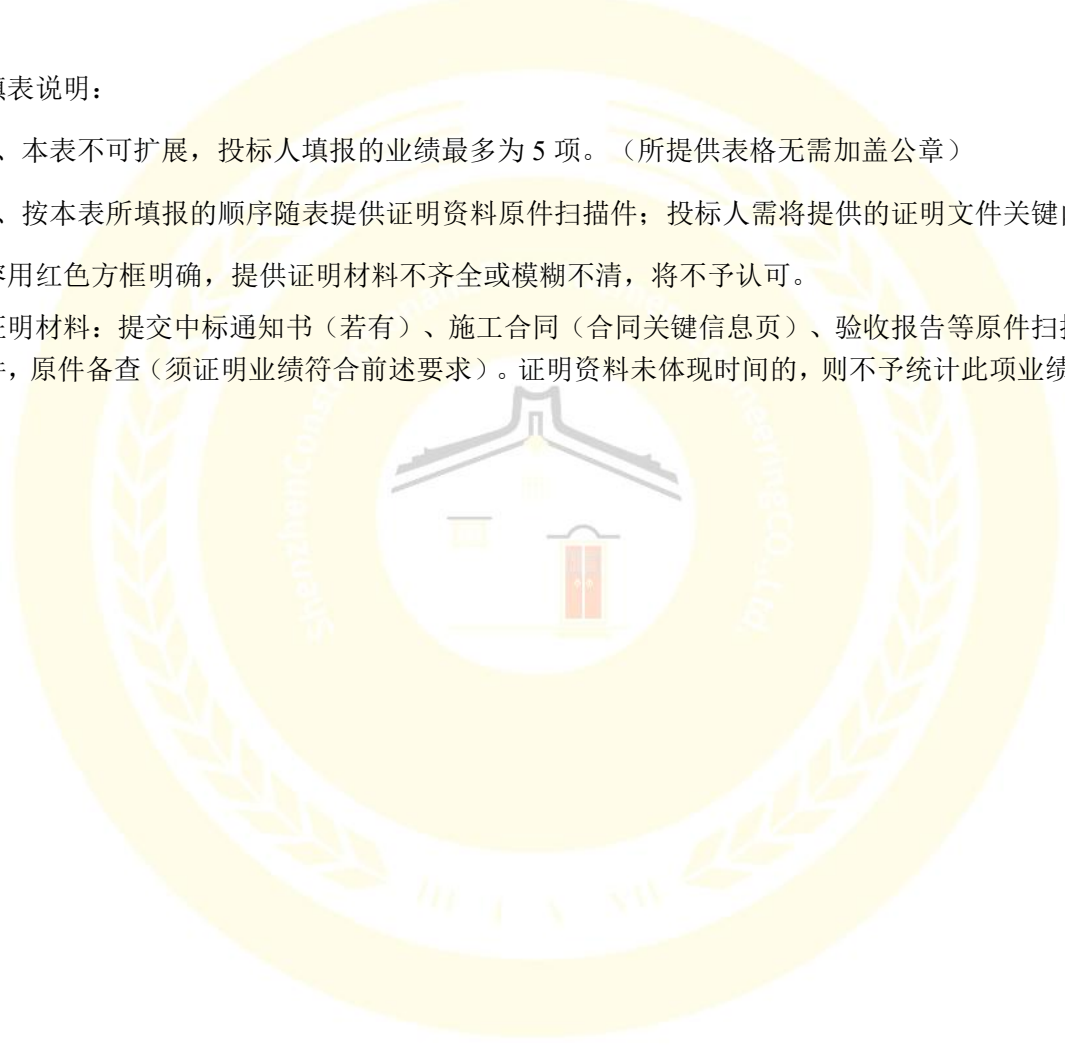 表说明：
、本表不可扩展，投标人填报的业绩最多为 5 项。（所提供表格无需加盖公章）
、按本表所填报的顺序随表提供证明资料原件扫描件；投标人需将提供的证明文件关键
用红色方框明确，提供证明材料不齐全或模糊不清，将不予认可。
明材料：提交中标通知书（若有）、施工合同（合同关键信息页）、验收报告等原件扫
，原件备查（须证明业绩符合前述要求）。证明资料未体现时间的，则不予统计此项业绩